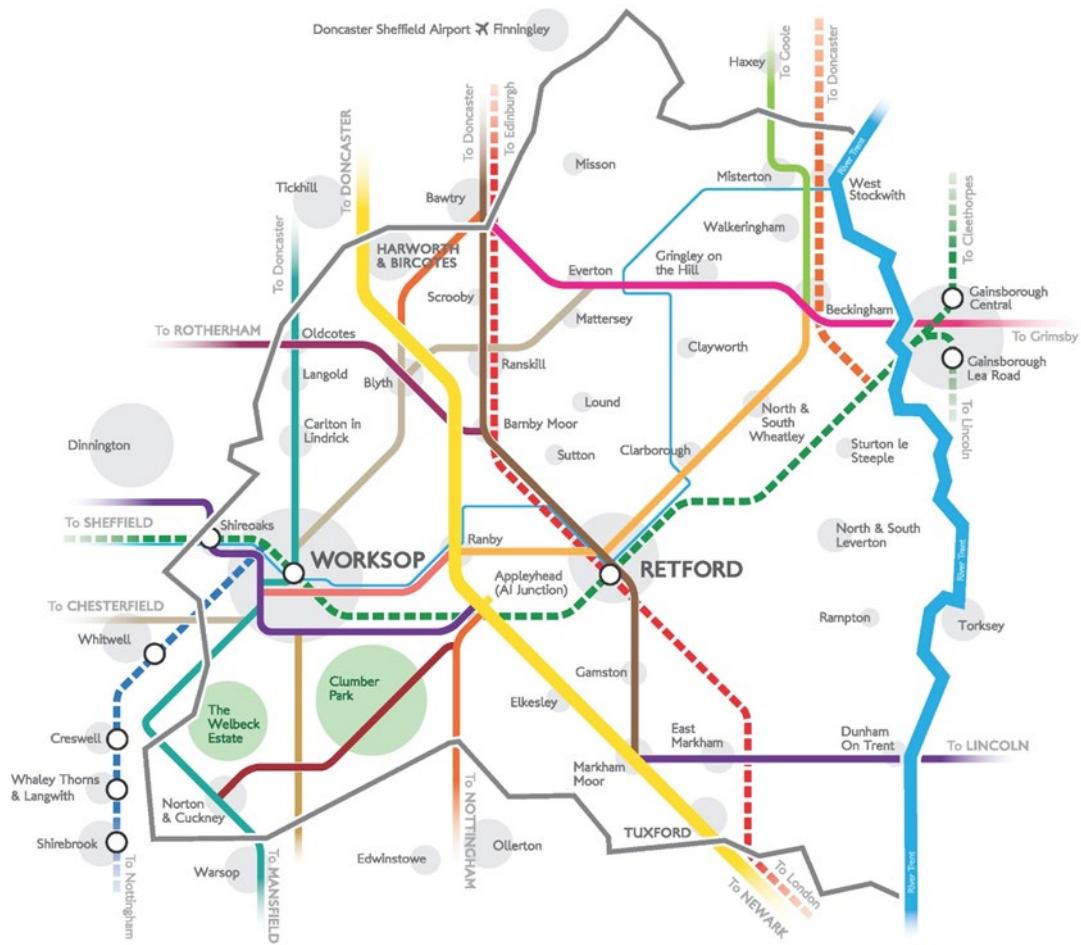 Doncaster Sheffield Airport ✈ Finningley
Haxey
To Goole
To Doncaster
To DONCASTER
To Doncaster
To Edinburgh
River Trent
Misson
Misterton
West
Stockwith
Tickhill
Bawtry
To Cleethorpes
Walkeringham
To Doncaster
HARWORTH
& BIRCOTES
Everton
Gringley on
the Hill
Scrooby
Gainsborough
Central
Mattersey
Beckingham
To ROTHERHAM
Oldcotes
To Grimsby
Clayworth
Langold
Blyth
Ranskill
Gainsborough
Lea Road
Lound
North &
South
Wheatley
To Lincoln
Carlton in
Lindrick
Barnby Moor
Dinnington
Sutton
Clarborough
Sturton le
Steeple
To SHEFFIELD
Shireoaks
Ranby
North & South
Leverton
WORKSOP
RETFORD
River Trent
Appleyhead
(A1 Junction)
To CHESTERFIELD
Whitwell
Rampton
Torksey
Gamston
Clumber
Park
Elkesley
The
Welbeck
Estate
Creswell
East
Markham
Dunham
On Trent
To LINCOLN
Markham
Moor
Whaley Thorns
& Langwith
Norton
& Cuckney
To NOTTINGHAM
Shirebrook
TUXFORD
Ollerton
Edwinstowe
Warsop
To Nottingham
To MANSFIELD
To London
To NEWARK
River Trent